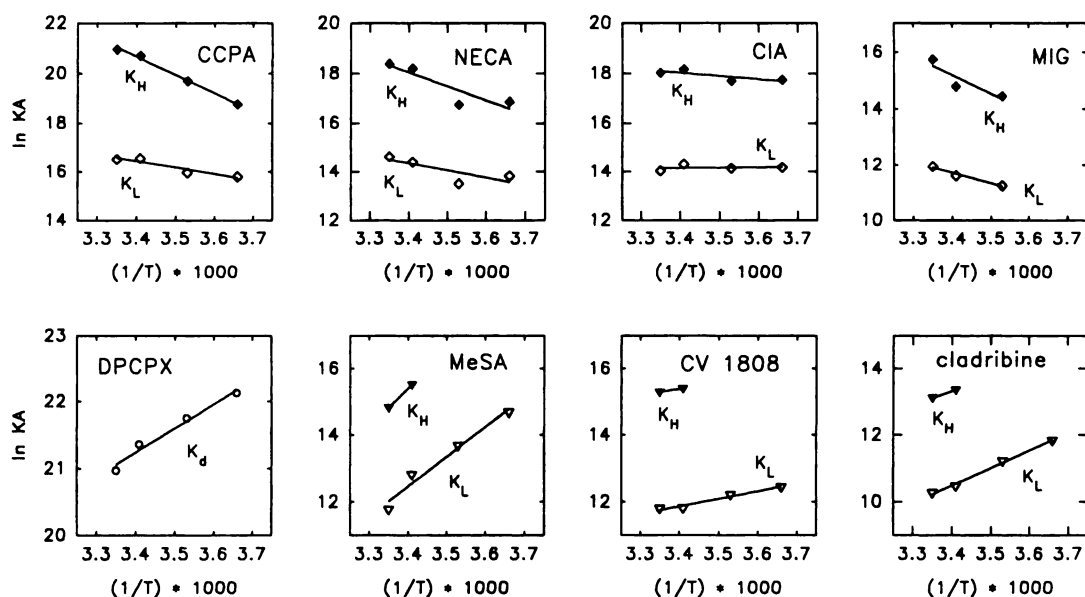 22
20
18
16
14
ln KA
CCPA
K_H
K_L
3.3 3.4 3.5 3.6 3.7
(1/T) * 1000
20
18
16
14
12
NECA
K_H
K_L
3.3 3.4 3.5 3.6 3.7
(1/T) * 1000
20
18
16
14
12
CIA
K_H
K_L
3.3 3.4 3.5 3.6 3.7
(1/T) * 1000
16
14
12
10
MIG
K_H
K_L
3.3 3.4 3.5 3.6 3.7
(1/T) * 1000
23
22
21
20
ln KA
DPCPX
K_d
3.3 3.4 3.5 3.6 3.7
(1/T) * 1000
16
14
12
MeSA
K_H
K_L
3.3 3.4 3.5 3.6 3.7
(1/T) * 1000
16
14
12
CV 1808
K_H
K_L
3.3 3.4 3.5 3.6 3.7
(1/T) * 1000
14
12
10
cladribine
K_H
K_L
3.3 3.4 3.5 3.6 3.7
(1/T) * 1000